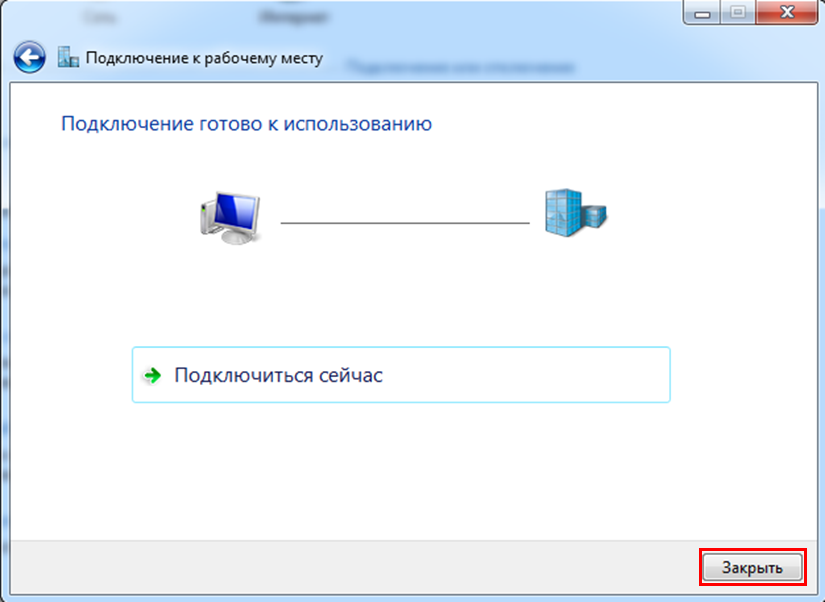 Подключение к рабочему месту
Подключение готово к использованию
Подключиться сейчас
Закрыть